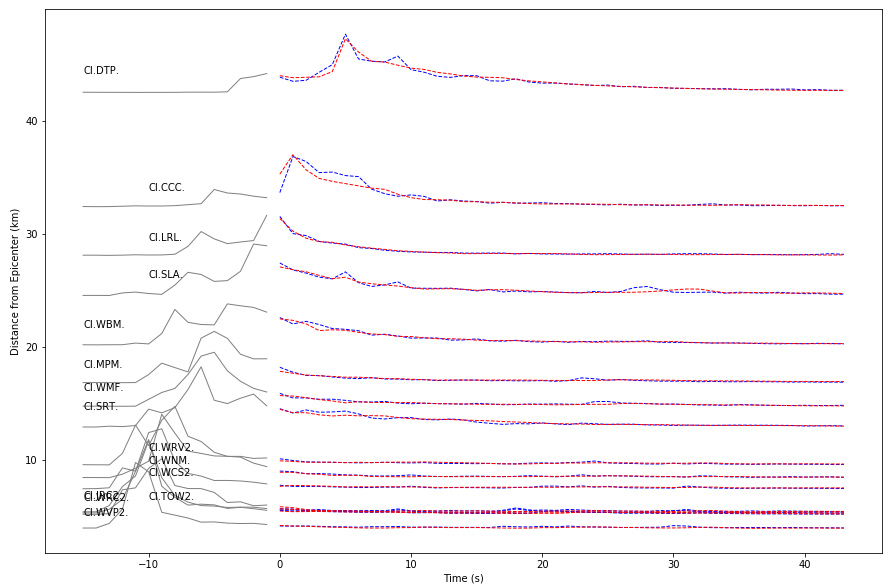 CI.DTP.
40
CI.CCC.
30
CI.LRL.
CI.SLA.
CI.WBM.
20
CI.MPM.
CI.WMF.
CI.SRT.
CI.WRV2.
10
CI.WNM.
CI.WCS2.
CI.TOW2.
CI.WVP2.
Distance from Epicenter (km)
−10 0 10 20 30 40
Time (s)